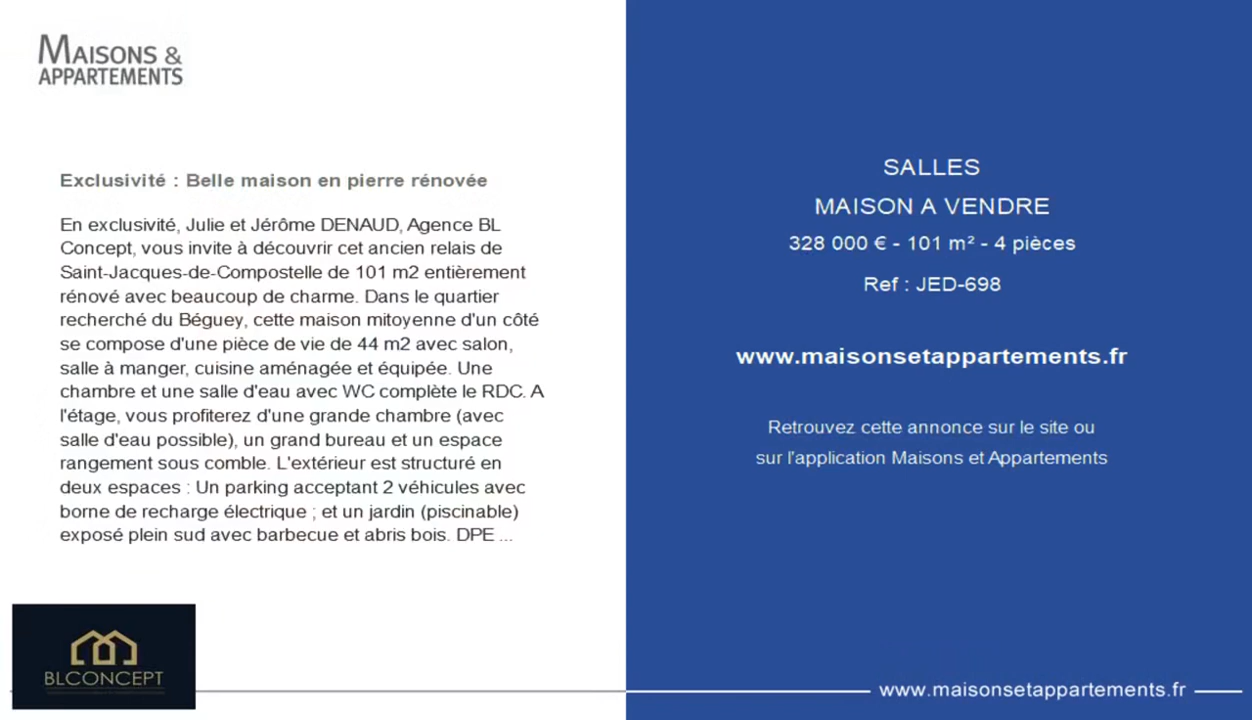 MAISONS &
APPARTEMENTS
Exclusivité : Belle maison en pierre rénovée
En exclusivité, Julie et Jérôme DENAUD, Agence BL
Concept, vous invite à découvrir cet ancien relais de
Saint-Jacques-de-Compostelle de 101 m2 entièrement
rénové avec beaucoup de charme. Dans le quartier
recherché du Béguey, cette maison mitoyenne d'un côté
se compose d'une pièce de vie de 44 m2 avec salon,
salle à manger, cuisine aménagée et équipée. Une
chambre et une salle d'eau avec WC complète le RDC. A
l'étage, vous profiterez d'une grande chambre (avec
salle d'eau possible), un grand bureau et un espace
rangement sous comble. L'extérieur est structuré en
deux espaces : Un parking acceptant 2 véhicules avec
borne de recharge électrique ; et un jardin (piscinable)
exposé plein sud avec barbecue et abris bois. DPE ...
BLCONCEPT
SALLES
MAISON A VENDRE
328 000 € - 101 m² - 4 pièces
Ref : JED-698
www.maisonsetappartements.fr
Retrouvez cette annonce sur le site ou
sur l'application Maisons et Appartements
www.maisonsetappartements.fr